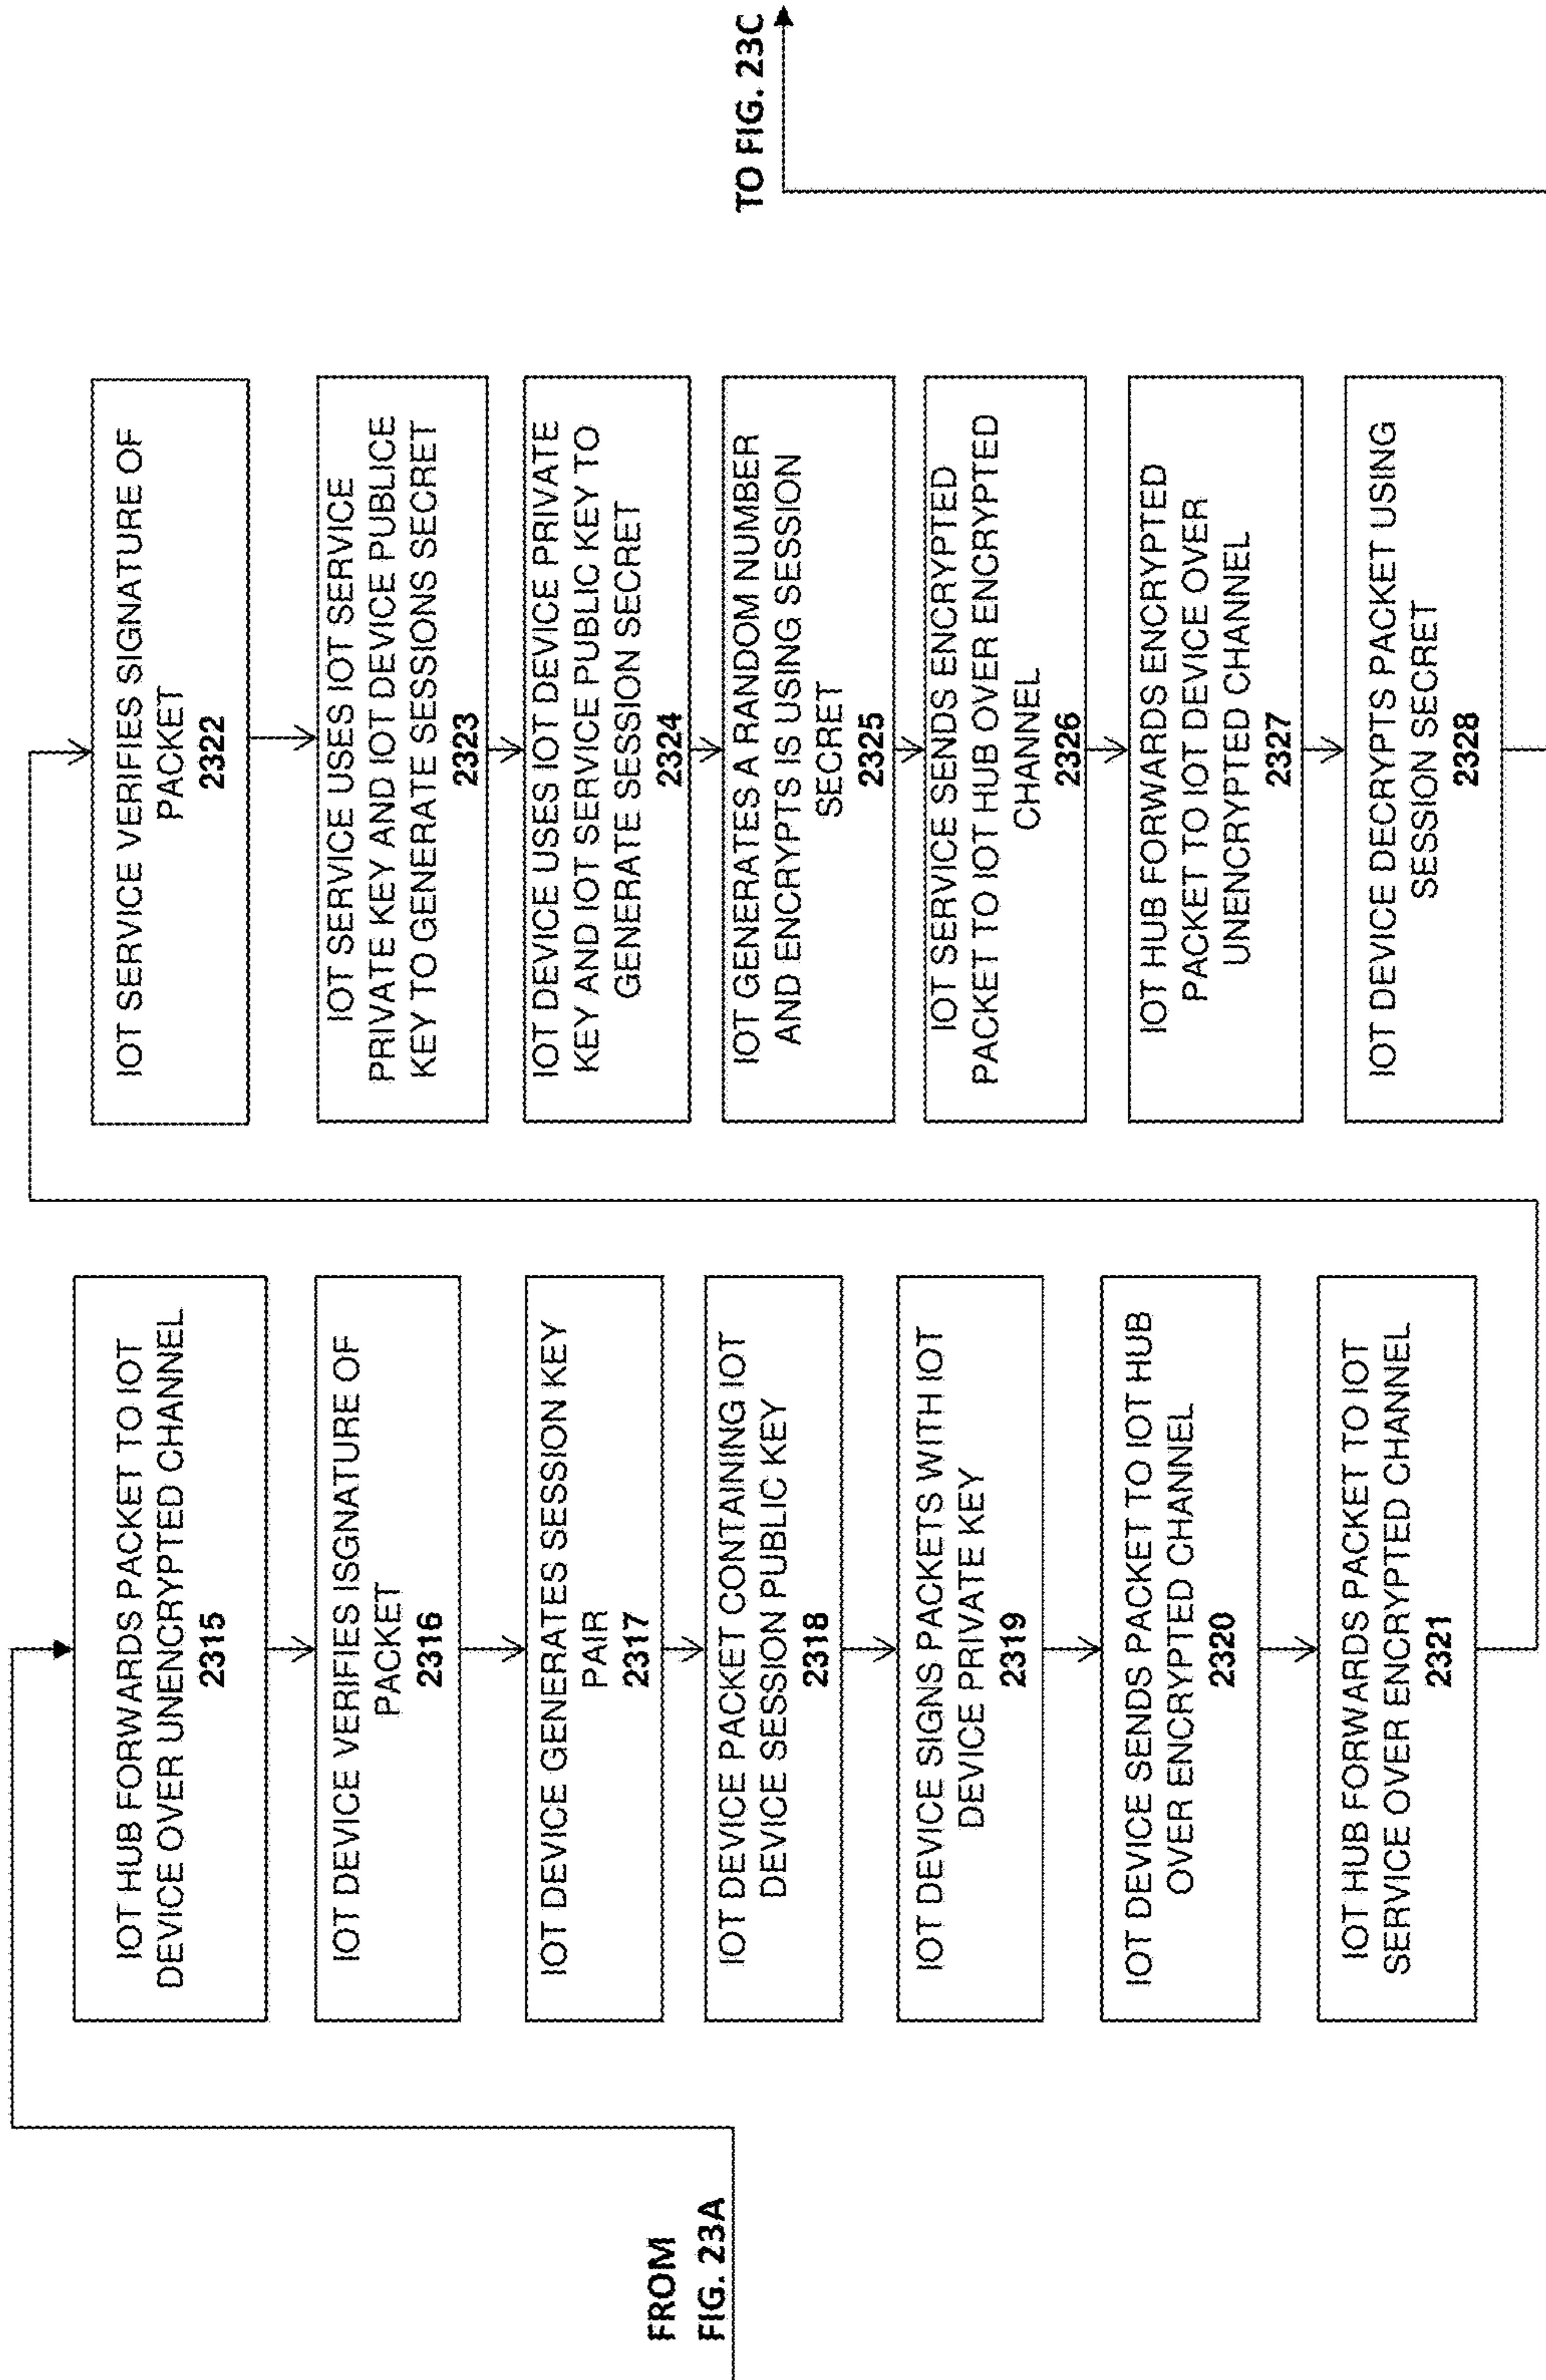 FROM
FIG. 23A
IOT HUB FORWARDS PACKET TO IOT
DEVICE OVER UNENCRYPTED CHANNEL
2315
IOT DEVICE VERIFIES ISGNATURE OF
PACKET
2316
IOT DEVICE GENERATES SESSION KEY
PAIR
2317
IOT DEVICE PACKET CONTAINING IOT
DEVICE SESSION PUBLIC KEY
2318
IOT DEVICE SIGNS PACKETS WITH IOT
DEVICE PRIVATE KEY
2319
IOT DEVICE SENDS PACKET TO IOT HUB
OVER ENCRYPTED CHANNEL
2320
IOT HUB FORWARDS PACKET TO IOT
SERVICE OVER ENCRYPTED CHANNEL
2321
IOT SERVICE VERIFIES SIGNATURE OF
PACKET
2322
IOT SERVICE USES IOT SERVICE
PRIVATE KEY AND IOT DEVICE PUBLICE
KEY TO GENERATE SESSIONS SECRET
2323
IOT DEVICE USES IOT DEVICE PRIVATE
KEY AND IOT SERVICE PUBLIC KEY TO
GENERATE SESSION SECRET
2324
IOT GENERATES A RANDOM NUMBER
AND ENCRYPTS IS USING SESSION
SECRET
2325
IOT SERVICE SENDS ENCRYPTED
PACKET TO IOT HUB OVER ENCRYPTED
CHANNEL
2326
IOT HUB FORWARDS ENCRYPTED
PACKET TO IOT DEVICE OVER
UNENCRYPTED CHANNEL
2327
IOT DEVICE DECRYPTS PACKET USING
SESSION SECRET
2328
TO FIG. 23C